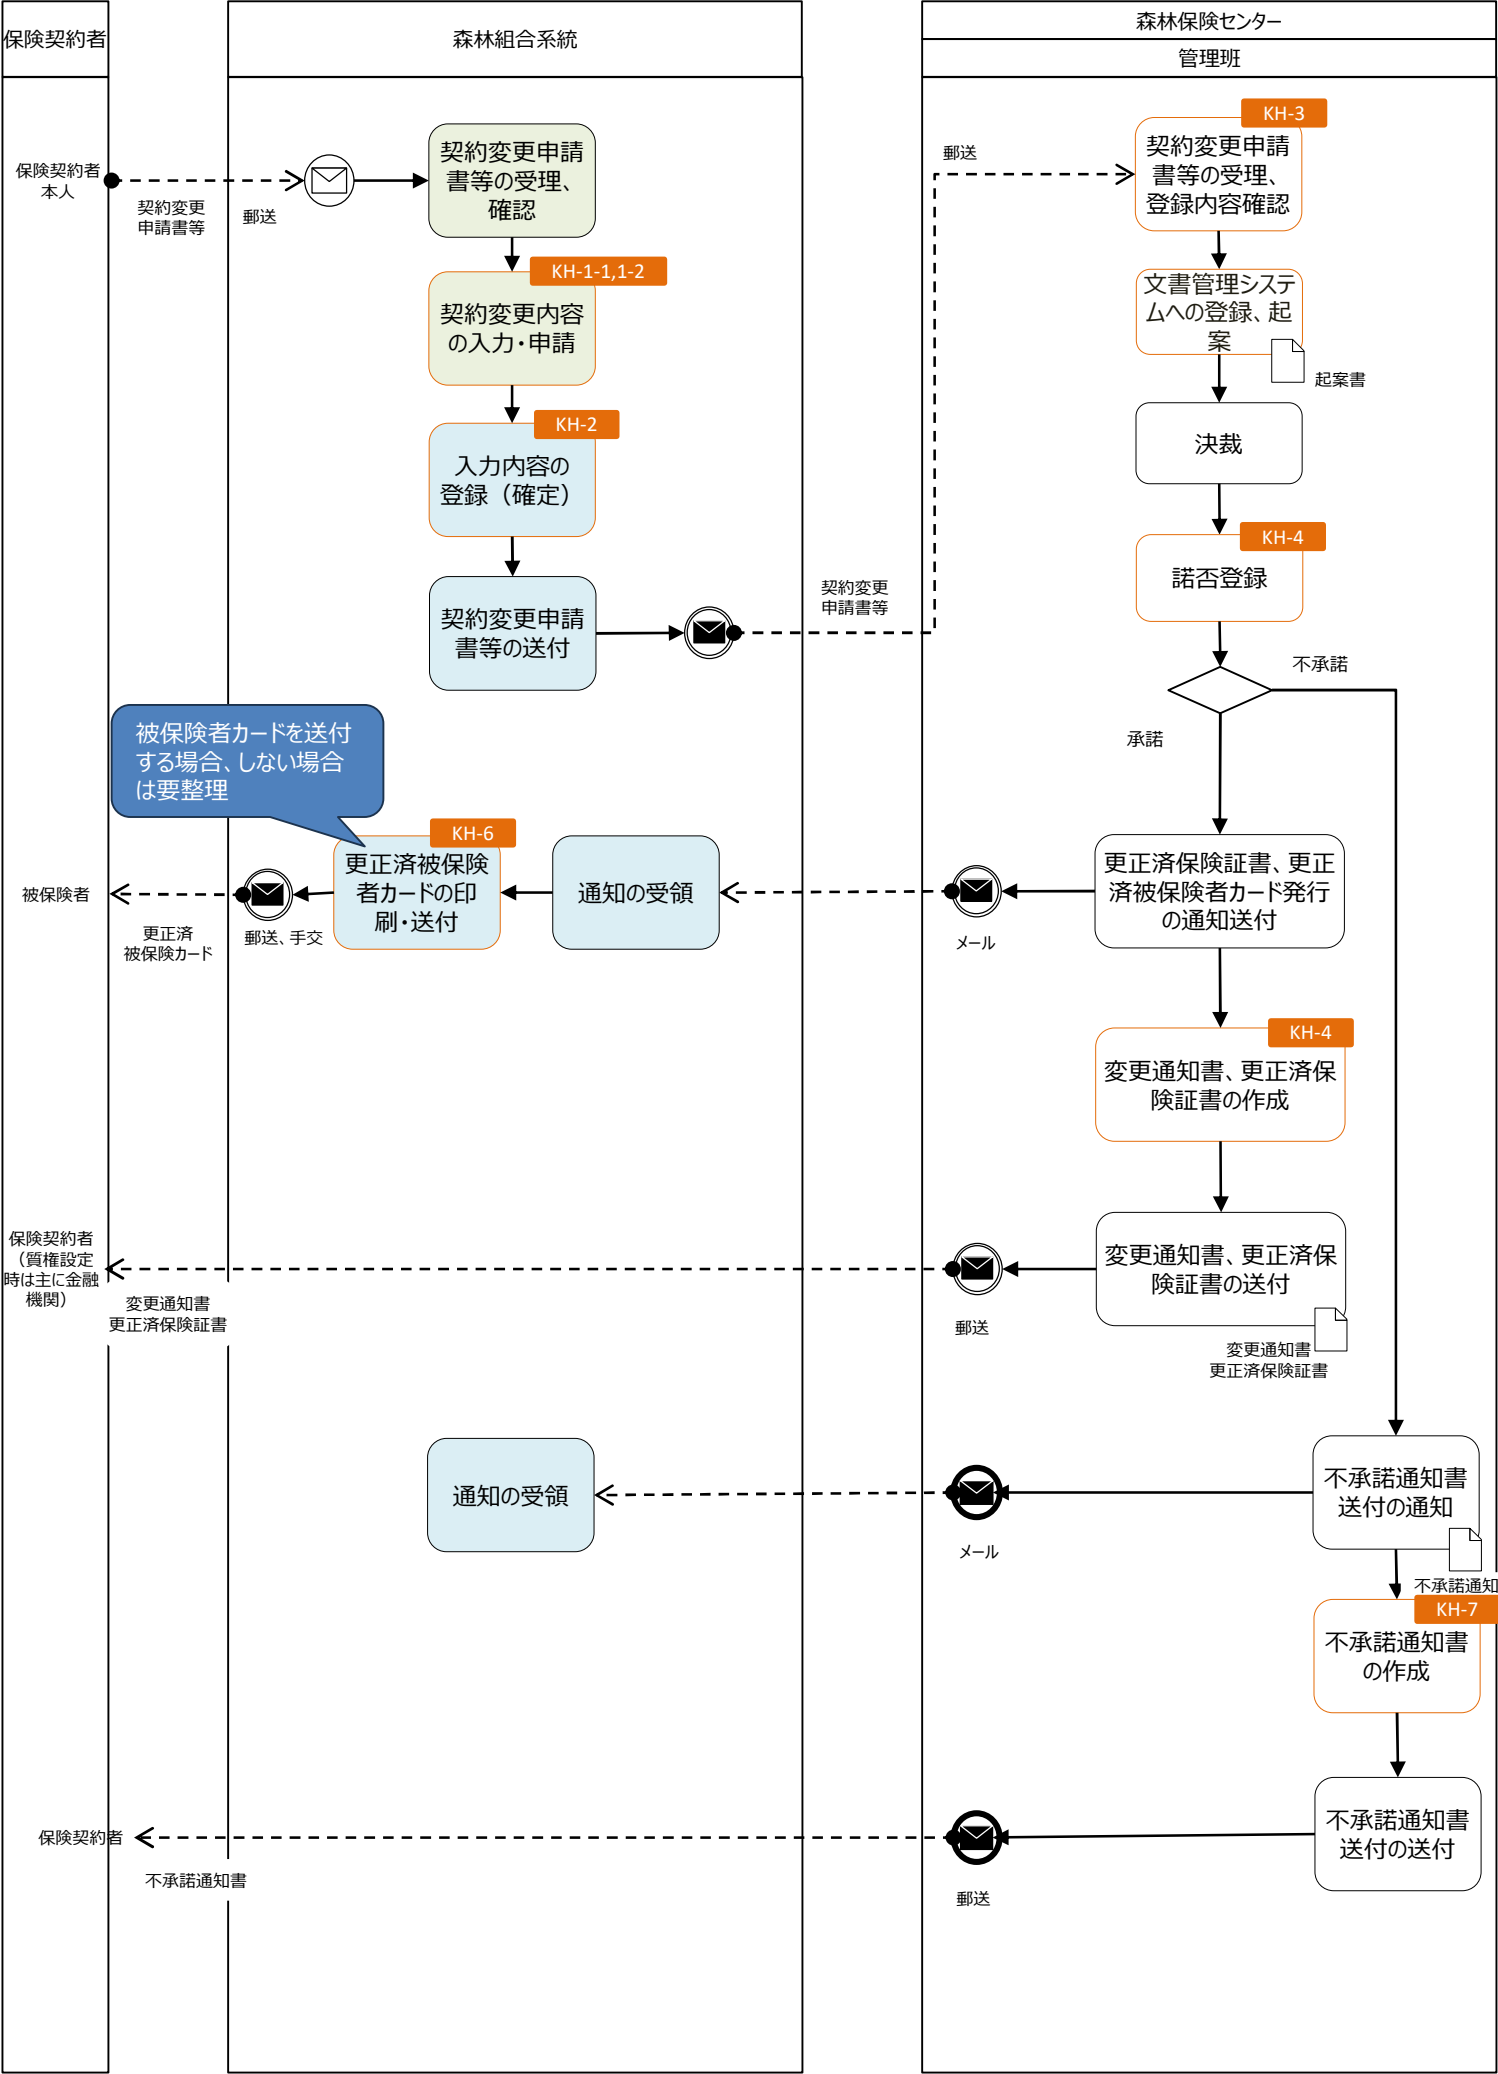 保険契約者
森林組合系統
森林保険センター
管理班
保険契約者
本人
契約変更
申請書等
郵送
契約変更申請
書等の受理、
確認
KH-1-1,1-2
契約変更内容
の入力・申請
KH-2
入力内容の
登録（確定）
契約変更申請
書等の送付
契約変更
申請書等
郵送
KH-3
契約変更申請
書等の受理、
登録内容確認
文書管理システ
ムへの登録、起
案
起案書
決裁
KH-4
諾否登録
不承諾
承諾
被保険者カードを送付
する場合、しない場合
は要整理
更正済保険証書、更正
済被保険者カード発行
の通知送付
メール
通知の受領
KH-6
更正済被保険
者カードの印
刷・送付
郵送、手交
被保険者
更正済
被保険カード
KH-4
変更通知書、更正済保
険証書の作成
変更通知書、更正済保
険証書の送付
変更通知書
更正済保険証書
郵送
保険契約者
（質権設定
時は主に金融
機関）
変更通知書
更正済保険証書
不承諾通知書
送付の通知
不承諾通知
メール
通知の受領
KH-7
不承諾通知書
の作成
不承諾通知書
送付の送付
郵送
保険契約者
不承諾通知書